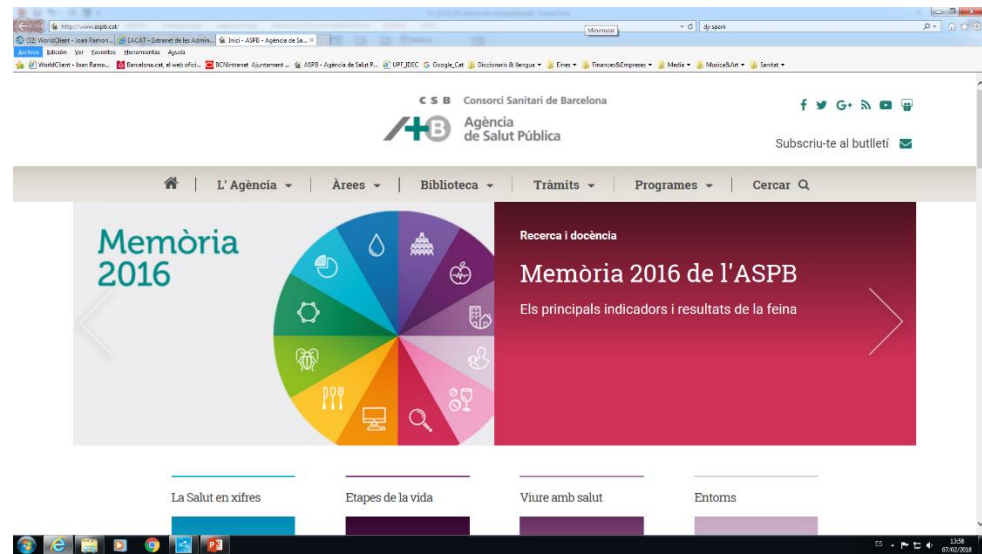 http://www.aspb.cat/
dji spark
Minimizar
(32) WorldClient - Joan Ramon...
EACAT - Extranet de les Admin...
Inici - ASPB - Agència de Sa...
Archivo Edición Ver Favoritos Herramientas Ayuda
WorldClient - Joan Ramo...
Barcelona.cat, el web ofici...
BCNintranet Ajuntament ...
ASPB - Agència de Salut P...
UPF_IDEC
Google_Cat
Diccionaris & llengua
Eines
Finances&Empreses
Media
Musica&Art
Sanitat
C S B Consorci Sanitari de Barcelona
Agència
de Salut Pública
Subscriu-te al butlletí
L' Agència
Àrees
Biblioteca
Tràmits
Programes
Cercar
Memòria
2016
Recerca i docència
Memòria 2016 de l'ASPB
Els principals indicadors i resultats de la feina
La Salut en xifres
Etapes de la vida
Viure amb salut
Entorns
ES
13:58
07/02/2018